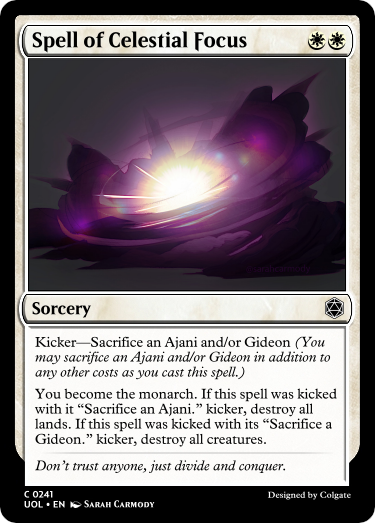 Spell of Celestial Focus
Sorcery
Kicker—Sacrifice an Ajani and/or Gideon (You
may sacrifice an Ajani and/or Gideon in addition to
any other costs as you cast this spell.)
You become the monarch. If this spell was kicked
with it “Sacrifice an Ajani.” kicker, destroy all
lands. If this spell was kicked with its “Sacrifice a
Gideon.” kicker, destroy all creatures.
Don't trust anyone, just divide and conquer.
C 0241
UOL • EN Sarah Carmody
Designed by Colgate